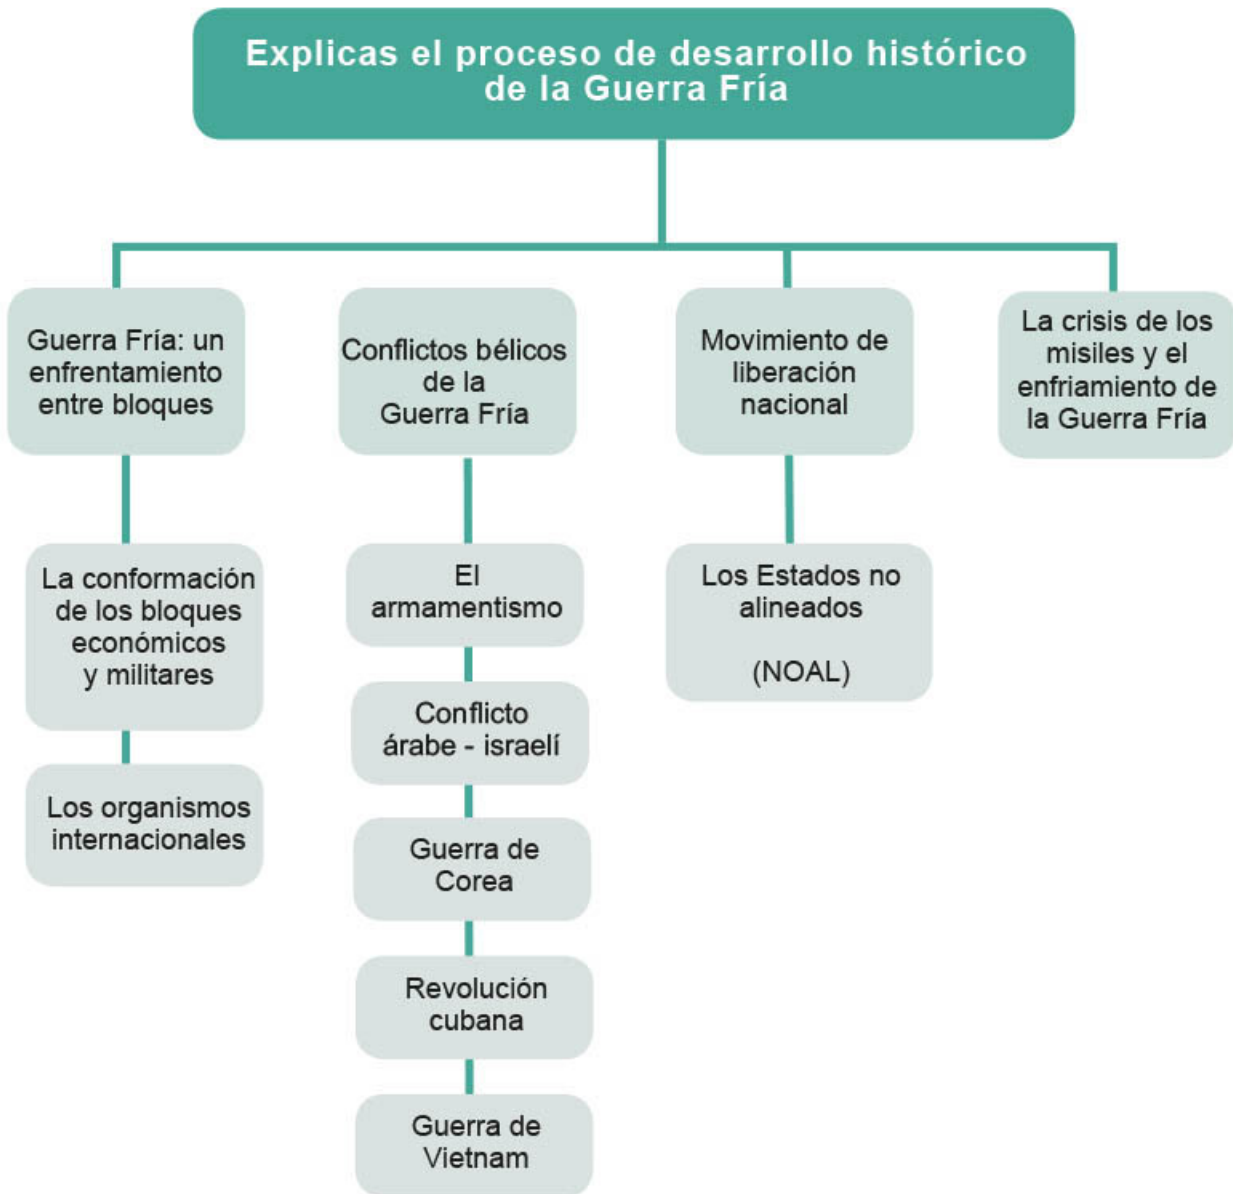 Explicas el proceso de desarrollo histórico
de la Guerra Fría
Guerra Fría: un
enfrentamiento
entre bloques
La conformación
de los bloques
económicos
y militares
Los organismos
internacionales
Conflictos bélicos
de la
Guerra Fría
El
armamentismo
Conflicto
árabe - israelí
Guerra de
Corea
Revolución
cubana
Guerra de
Vietnam
Movimiento de
liberación
nacional
Los Estados no
alineados
(NOAL)
La crisis de los
misiles y el
enfriamiento de
la Guerra Fría